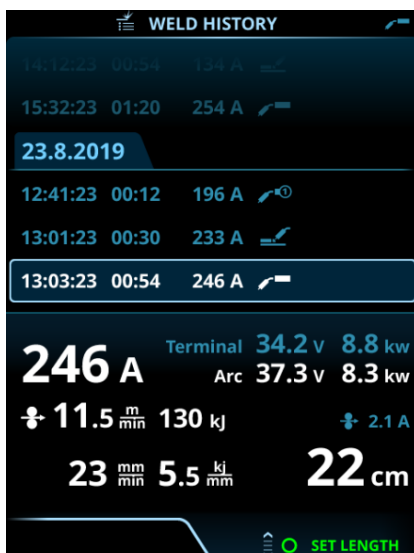 WELD HISTORY
14:12:23 00:54 134 A
15:32:23 01:20 254 A
23.8.2019
12:41:23 00:12 196 A 1
13:01:23 00:30 233 A
13:03:23 00:54 246 A
246 A
Terminal 34.2 v 8.8 kw
Arc 37.3 v 8.3 kw
11.5 m/min 130 kJ 2.1 A
23 mm/min 5.5 kj/mm 22 cm
SET LENGTH